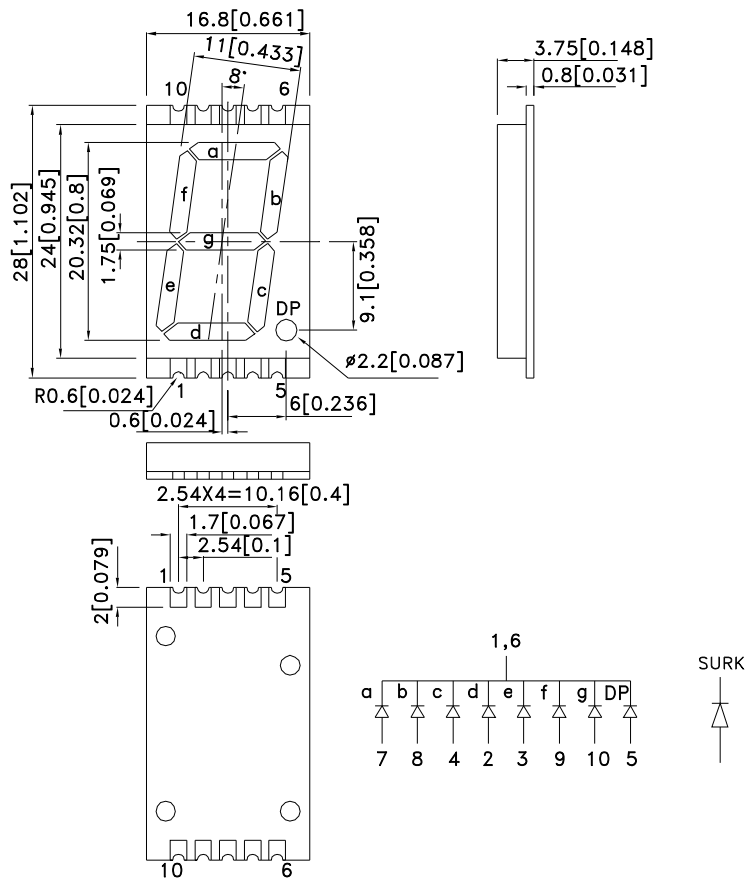 16.8[0.661]
11[0.433]
8°
10
6
3.75[0.148]
0.8[0.031]
28[1.102]
24[0.945]
20.32[0.8]
1.75[0.069]
a
f
b
g
e
c
d
DP
9.1[0.358]
ø2.2[0.087]
R0.6[0.024]
1
5
6[0.236]
0.6[0.024]
2.54X4=10.16[0.4]
1.7[0.067]
2.54[0.1]
1
5
2[0.079]
10
6
1,6
a b c d e f g DP
7 8 4 2 3 9 10 5
SURK